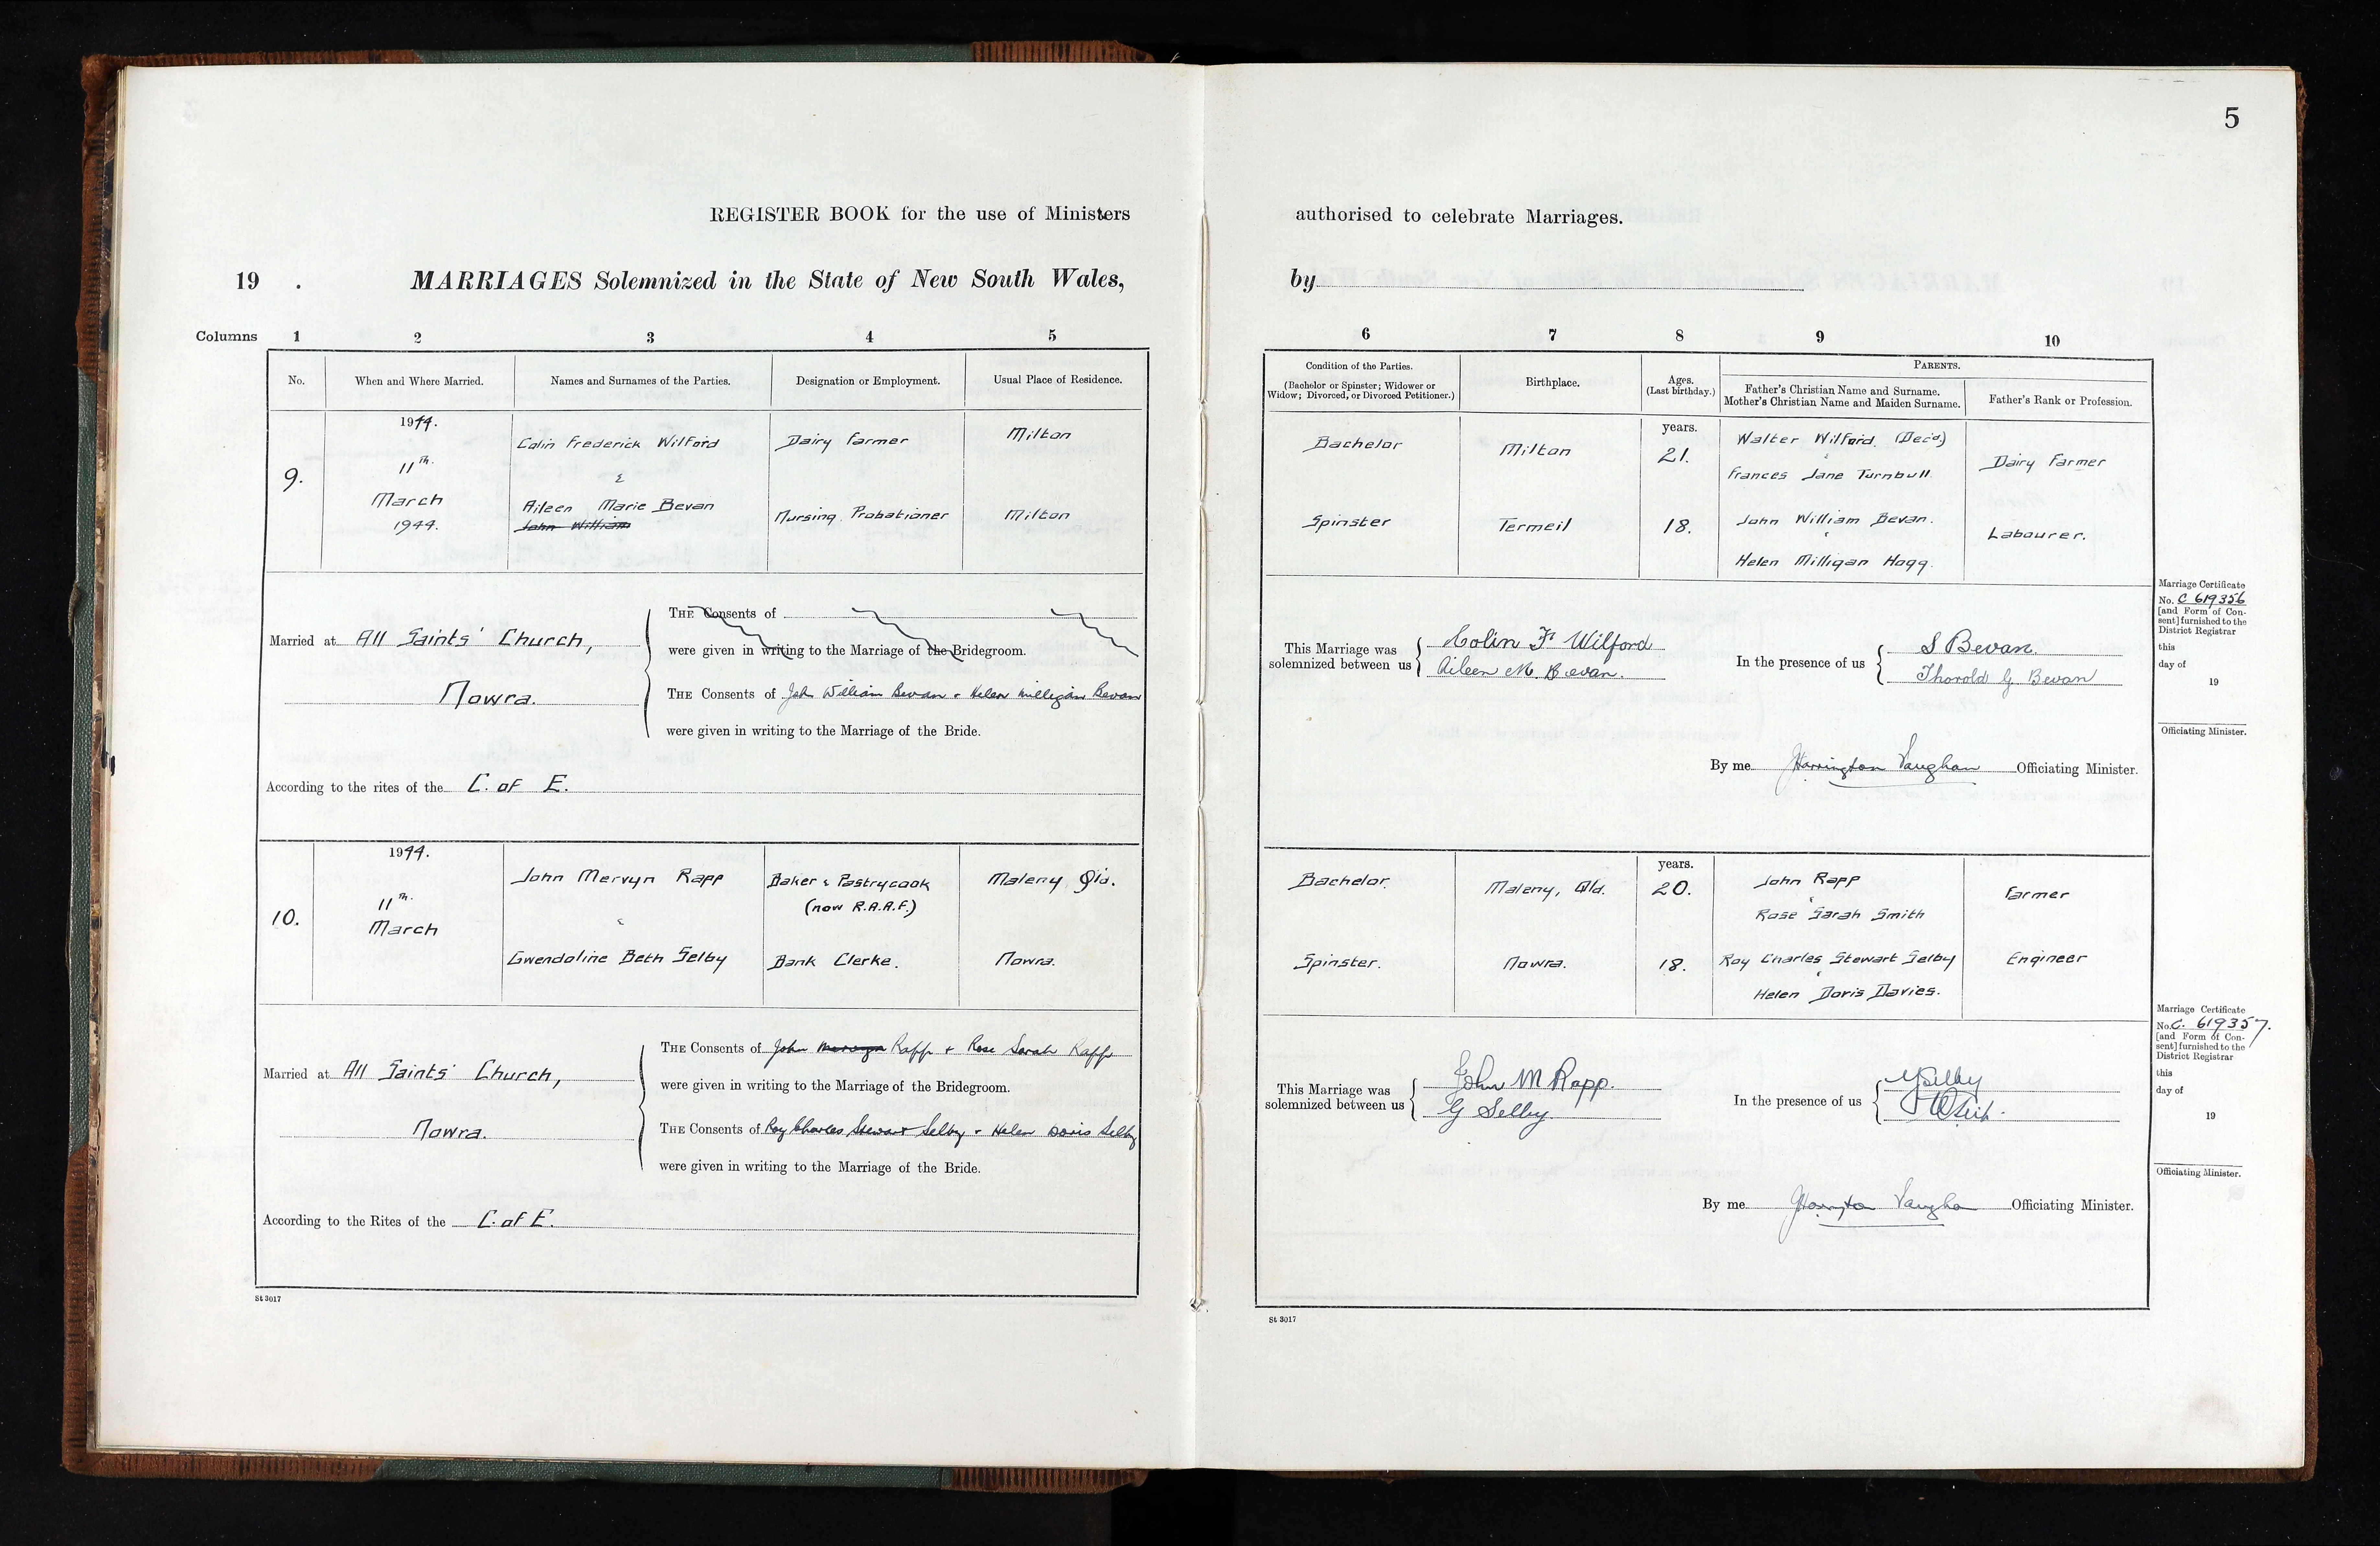 5
REGISTER BOOK for the use of Ministers authorised to celebrate Marriages.
19 . MARRIAGES Solemnized in the State of New South Wales, by
Columns 1 2 3 4 5 6 7 8 9 10
No. When and Where Married. Names and Surnames of the Parties. Designation or Employment. Usual Place of Residence.
1944.
9.
11th.
March
1944.
Colin Frederick Wilford
&
Aileen Marie Bevan
John William
Dairy Farmer
Nursing Probationer
Milton
Milton
Married at All Saints' Church,
Nowra.
THE Consents of
were given in writing to the Marriage of the Bridegroom.
THE Consents of John William Bevan + Helen Milligan Bevan
were given in writing to the Marriage of the Bride.
According to the rites of the C. of E.
1944.
10.
11th.
March
John Mervyn Rapp
&
Gwendoline Beth Selby
Baker & Pastrycook
(now R.A.A.F.)
Bank Clerke.
Maleny Qld.
Nowra.
Married at All Saints' Church,
Nowra.
THE Consents of John Mervyn Rapp + Rose Sarah Rapp
were given in writing to the Marriage of the Bridegroom.
THE Consents of Roy Charles Stewart Selby + Helen Doris Selby
were given in writing to the Marriage of the Bride.
According to the Rites of the C. of E.
St 3017
Condition of the Parties.
(Bachelor or Spinster; Widower or
Widow; Divorced, or Divorced Petitioner.)
Birthplace.
Ages.
(Last birthday.)
PARENTS.
Father's Christian Name and Surname.
Mother's Christian Name and Maiden Surname.
Father's Rank or Profession.
Bachelor
Spinster
Milton
Termeil
years.
21.
18.
Walter Wilford. (Dec'd)
&
Frances Jane Turnbull.
John William Bevan.
&
Helen Milligan Hogg.
Dairy Farmer
Labourer.
This Marriage was
solemnized between us
Colin F Wilford
Aileen M. Bevan.
In the presence of us
S Bevan.
Thorold G Bevan
By me Harrington Vaughan Officiating Minister.
Marriage Certificate
No. C 619356
[and Form of Con-
sent] furnished to the
District Registrar
this
day of
19
Officiating Minister.
Bachelor.
Spinster.
Maleny, Qld.
Nowra.
years.
20.
18.
John Rapp
&
Rose Sarah Smith
Roy Charles Stewart Selby
&
Helen Doris Davies.
Farmer
Engineer
This Marriage was
solemnized between us
John M Rapp.
G Selby.
In the presence of us
Selby
By me Harrington Vaughan Officiating Minister.
Marriage Certificate
No. C. 619357.
[and Form of Con-
sent] furnished to the
District Registrar
this
day of
19
Officiating Minister.
St 3017